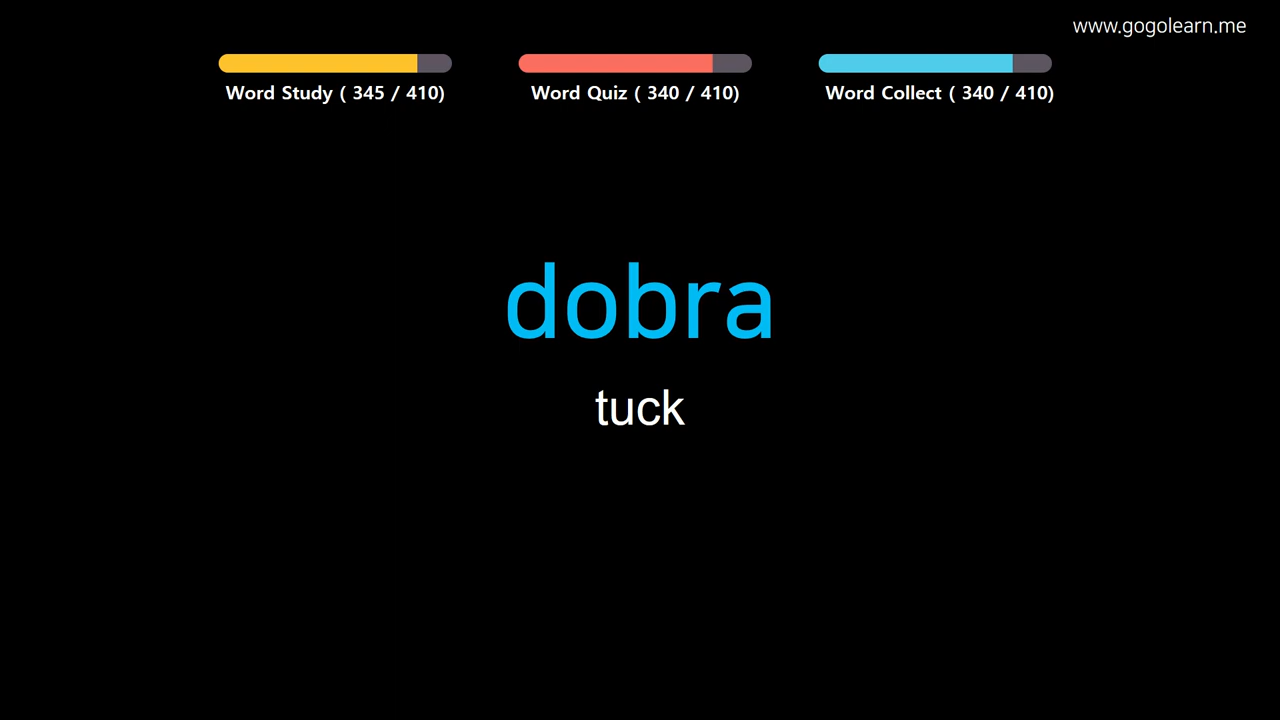 www.gogolearn.me
Word Study ( 345 / 410)
Word Quiz ( 340 / 410)
Word Collect ( 340 / 410)
dobra
tuck